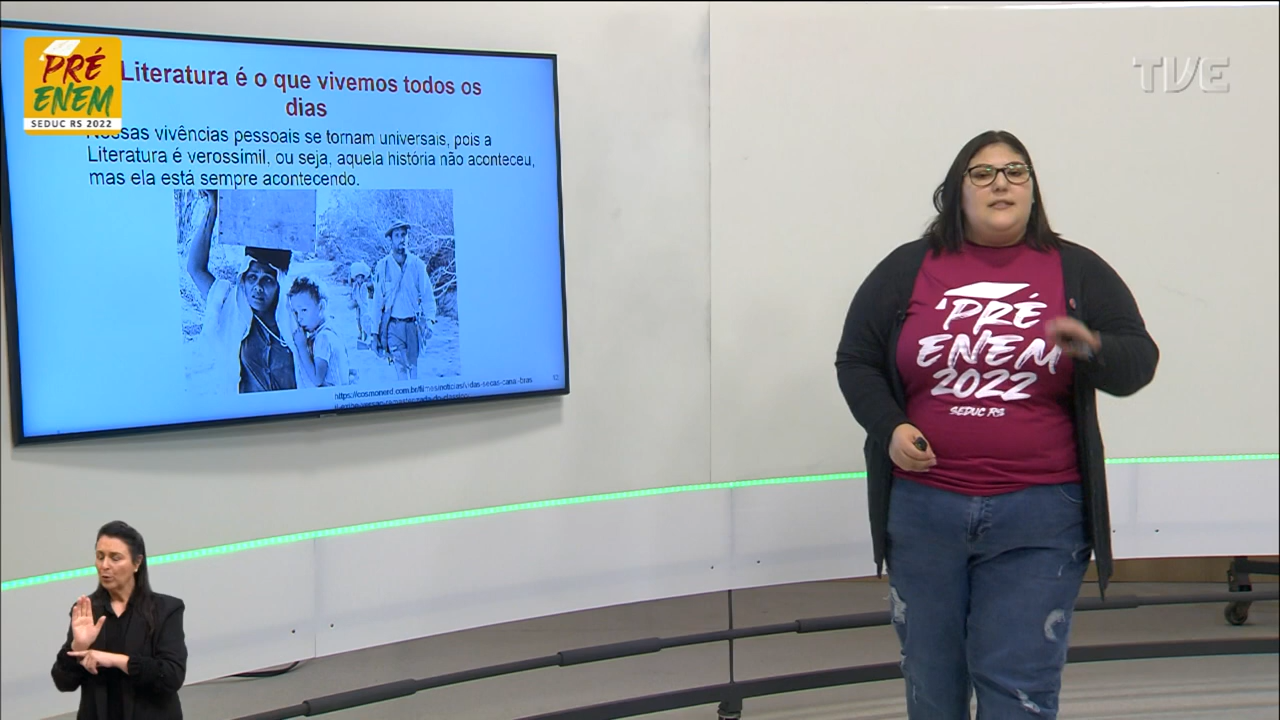 PRÉ
ENEM
SEDUC RS 2022
Literatura é o que vivemos todos os
dias
Nossas vivências pessoais se tornam universais, pois a
Literatura é verossímil, ou seja, aquela história não aconteceu,
mas ela está sempre acontecendo.
TVE
PRÉ
ENEM
2022
SEDUC RS